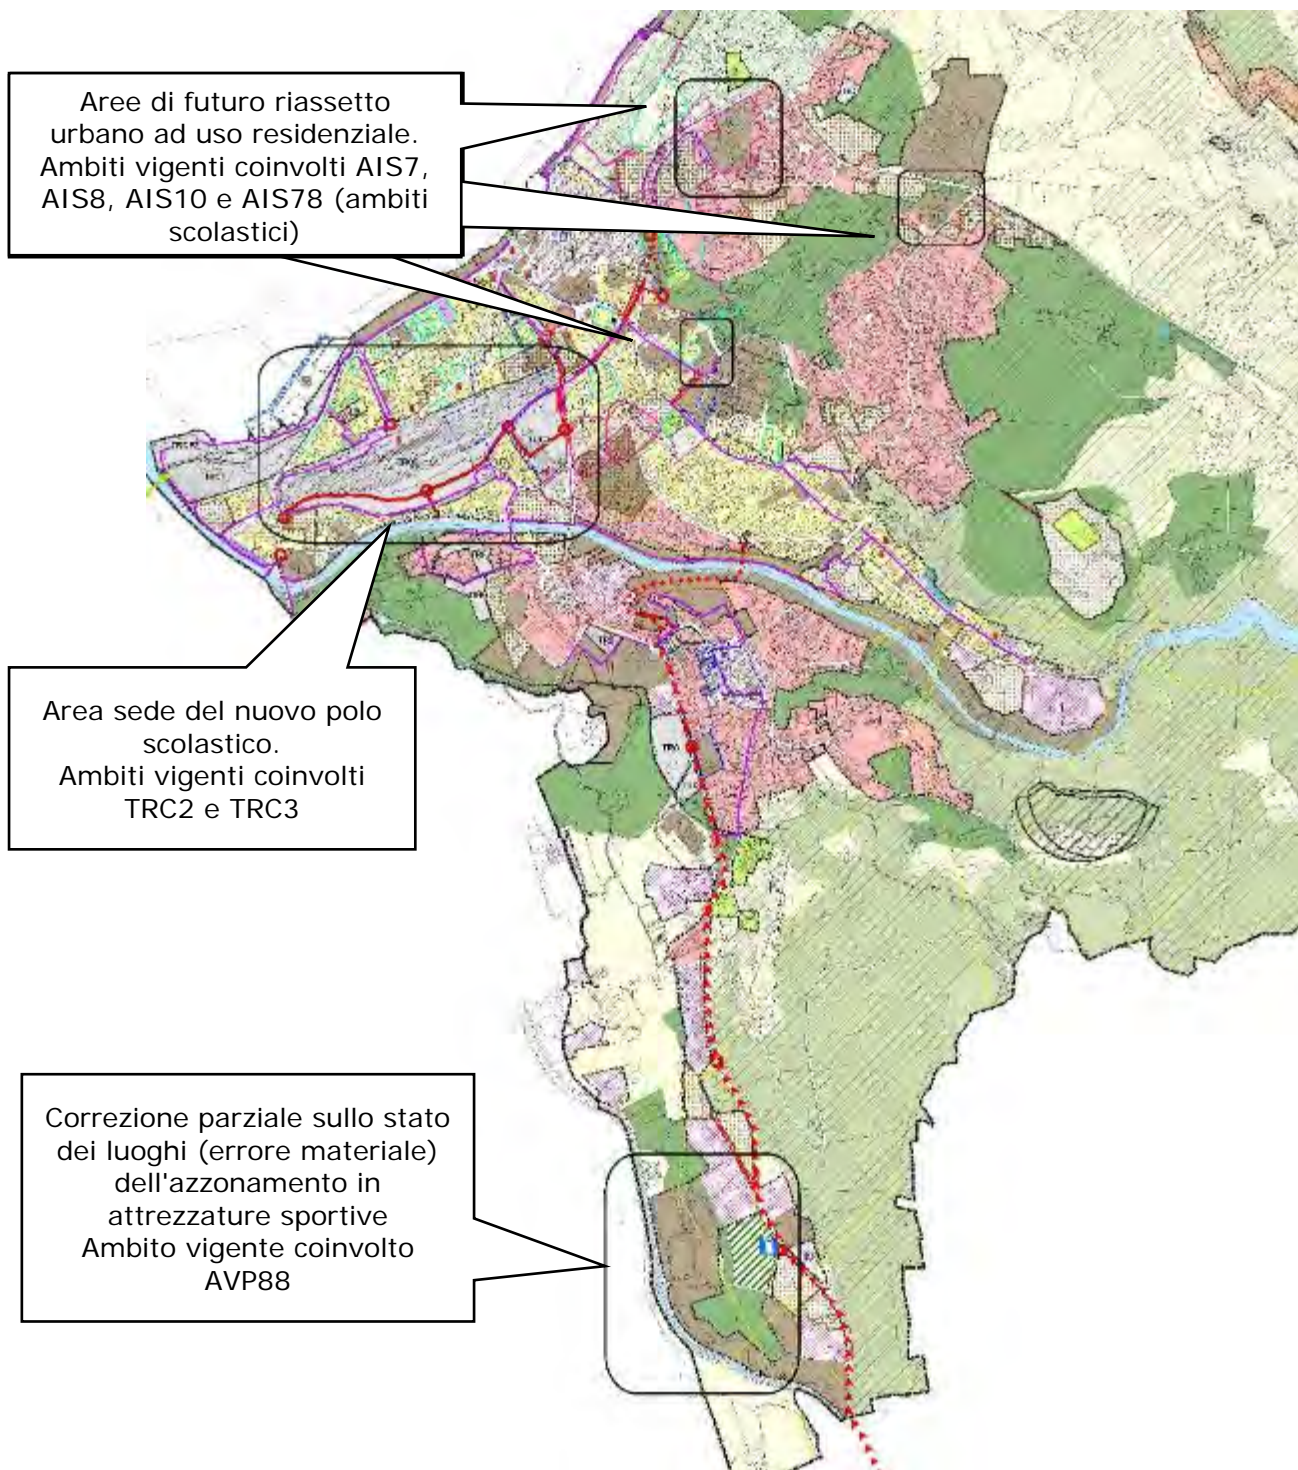 Aree di futuro riassetto
urbano ad uso residenziale.
Ambiti vigenti coinvolti AIS7,
AIS8, AIS10 e AIS78 (ambiti
scolastici)
Area sede del nuovo polo
scolastico.
Ambiti vigenti coinvolti
TRC2 e TRC3
Correzione parziale sullo stato
dei luoghi (errore materiale)
dell'azzonamento in
attrezzature sportive
Ambito vigente coinvolto
AVP88